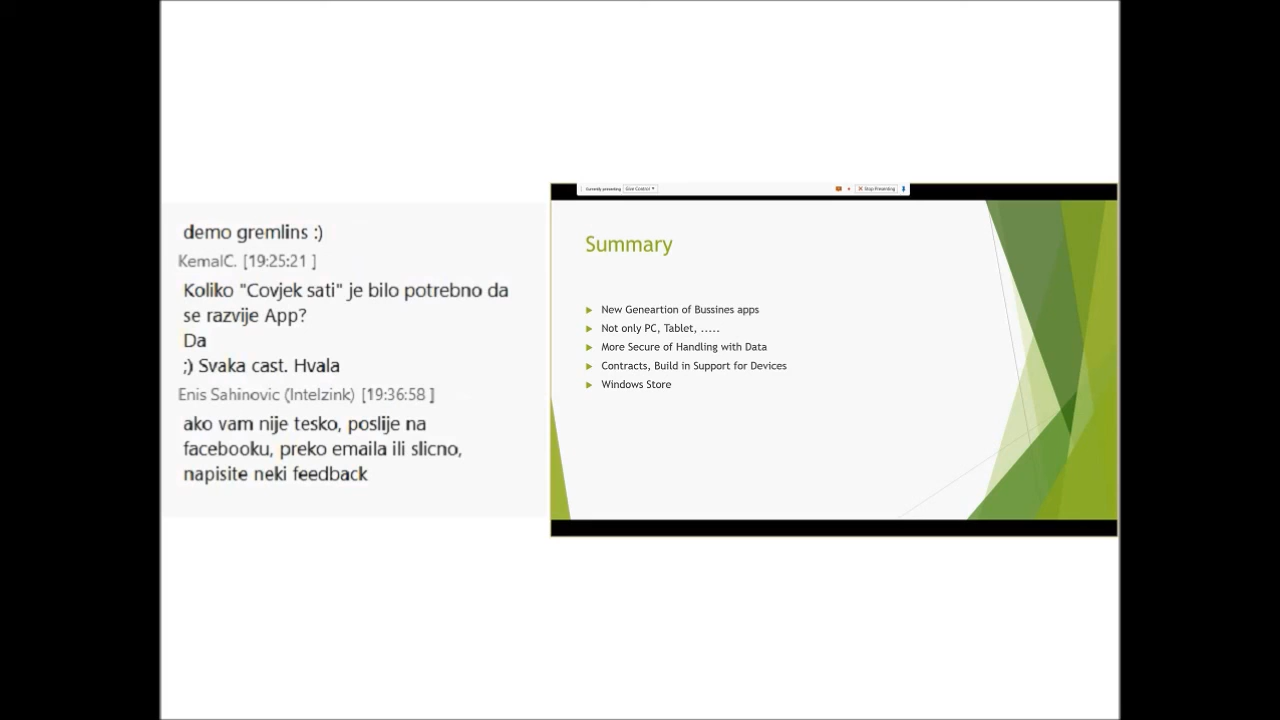 demo gremlins :)
KemalC. [19:25:21 ]
Koliko "Covjek sati" je bilo potrebno da
se razvije App?
Da
;) Svaka cast. Hvala
Enis Sahinovic (Intelzink) [19:36:58 ]
ako vam nije tesko, poslije na
facebooku, preko emaila ili slicno,
napisite neki feedback
Currently presenting Give Control Stop Presenting
Summary
New Geneartion of Bussines apps
Not only PC, Tablet, .....
More Secure of Handling with Data
Contracts, Build in Support for Devices
Windows Store